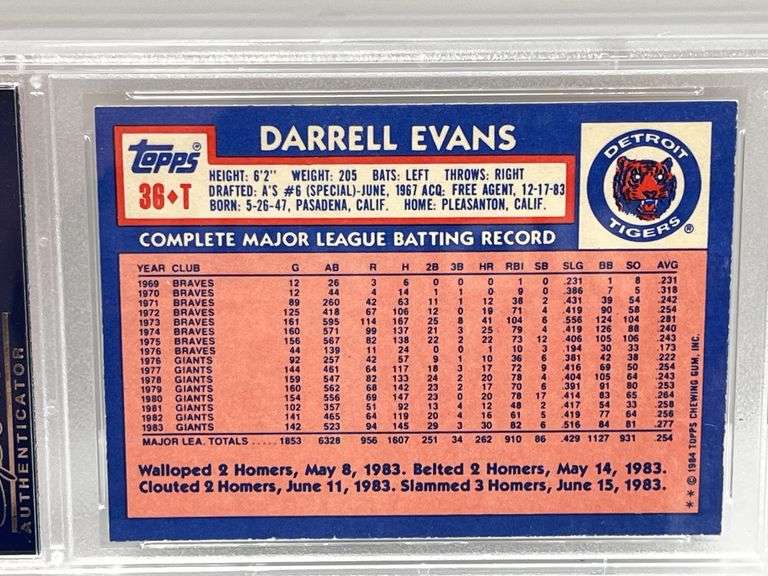 DARRELL EVANS
Topps®
36♦T
HEIGHT: 6'2" WEIGHT: 205 BATS: LEFT THROWS: RIGHT
DRAFTED: A'S #6 (SPECIAL)-JUNE, 1967 ACQ: FREE AGENT, 12-17-83
BORN: 5-26-47, PASADENA, CALIF. HOME: PLEASANTON, CALIF.
DETROIT TIGERS ®
COMPLETE MAJOR LEAGUE BATTING RECORD
YEAR CLUB G AB R H 2B 3B HR RBI SB SLG BB SO AVG
1969 BRAVES 12 26 3 6 0 0 0 1 0 .231 1 8 .231
1970 BRAVES 12 44 4 14 1 1 0 9 0 .386 7 5 .318
1971 BRAVES 89 260 42 63 11 1 12 38 2 .431 39 54 .242
1972 BRAVES 125 418 67 106 12 0 19 71 4 .419 90 58 .254
1973 BRAVES 161 595 114 167 25 8 41 104 6 .556 124 104 .281
1974 BRAVES 160 571 99 137 21 3 25 79 4 .419 126 88 .240
1975 BRAVES 156 567 82 138 22 2 22 73 12 .406 105 106 .243
1976 BRAVES 44 139 11 24 0 1 10 3 .194 30 33 .173
1976 GIANTS 92 257 42 57 9 1 10 36 6 .381 42 38 .222
1977 GIANTS 144 461 64 117 18 3 17 72 9 .416 69 50 .254
1978 GIANTS 159 547 82 133 24 2 20 78 4 .404 105 64 .243
1979 GIANTS 160 562 68 142 23 2 17 70 6 .391 91 80 .253
1980 GIANTS 154 556 69 147 23 0 20 78 17 .414 83 65 .264
1981 GIANTS 102 357 51 92 13 4 12 48 2 .417 54 33 .258
1982 GIANTS 141 465 64 119 20 4 16 61 5 .419 77 64 .256
1983 GIANTS 142 523 94 145 29 3 30 82 6 .516 84 81 .277
MAJOR LEA. TOTALS 1853 6328 956 1607 251 34 262 910 86 .429 1127 931 .254
Walloped 2 Homers, May 8, 1983. Belted 2 Homers, May 14, 1983.
Clouted 2 Homers, June 11, 1983. Slammed 3 Homers, June 15, 1983.
** © 1984 TOPPS CHEWING GUM, INC.
AUTHENTICATOR